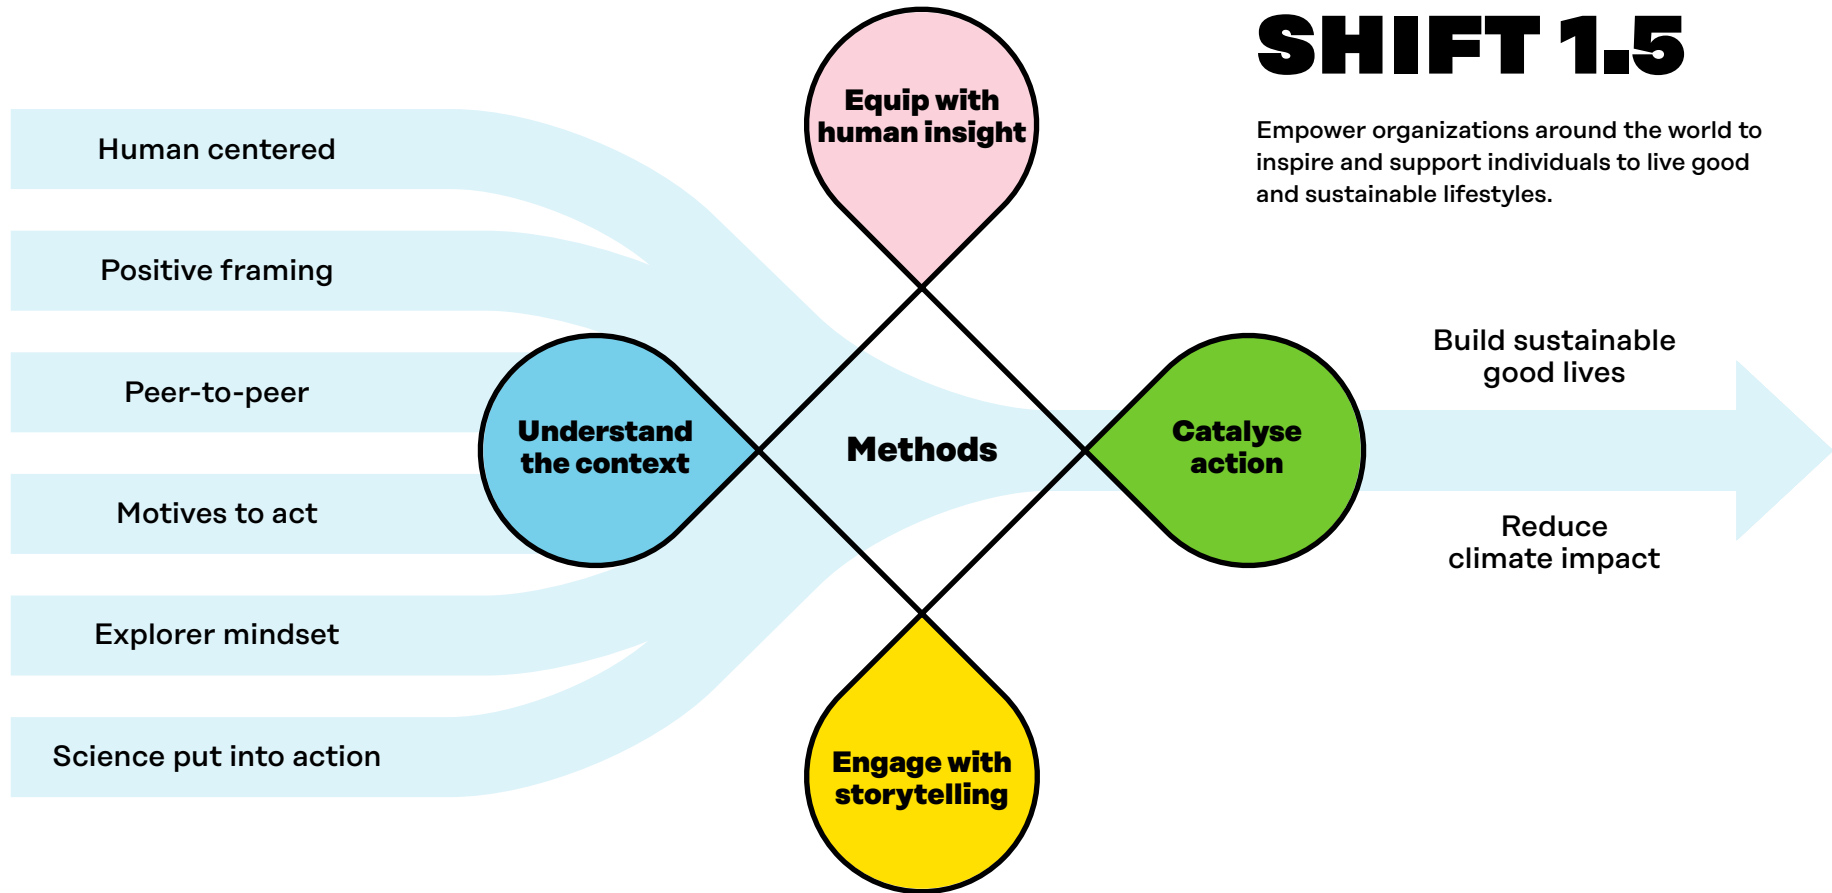 SHIFT 1.5
Empower organizations around the world to
inspire and support individuals to live good
and sustainable lifestyles.
Human centered
Positive framing
Peer-to-peer
Motives to act
Explorer mindset
Science put into action
Equip with
human insight
Understand
the context
Methods
Catalyse
action
Engage with
storytelling
Build sustainable
good lives
Reduce
climate impact